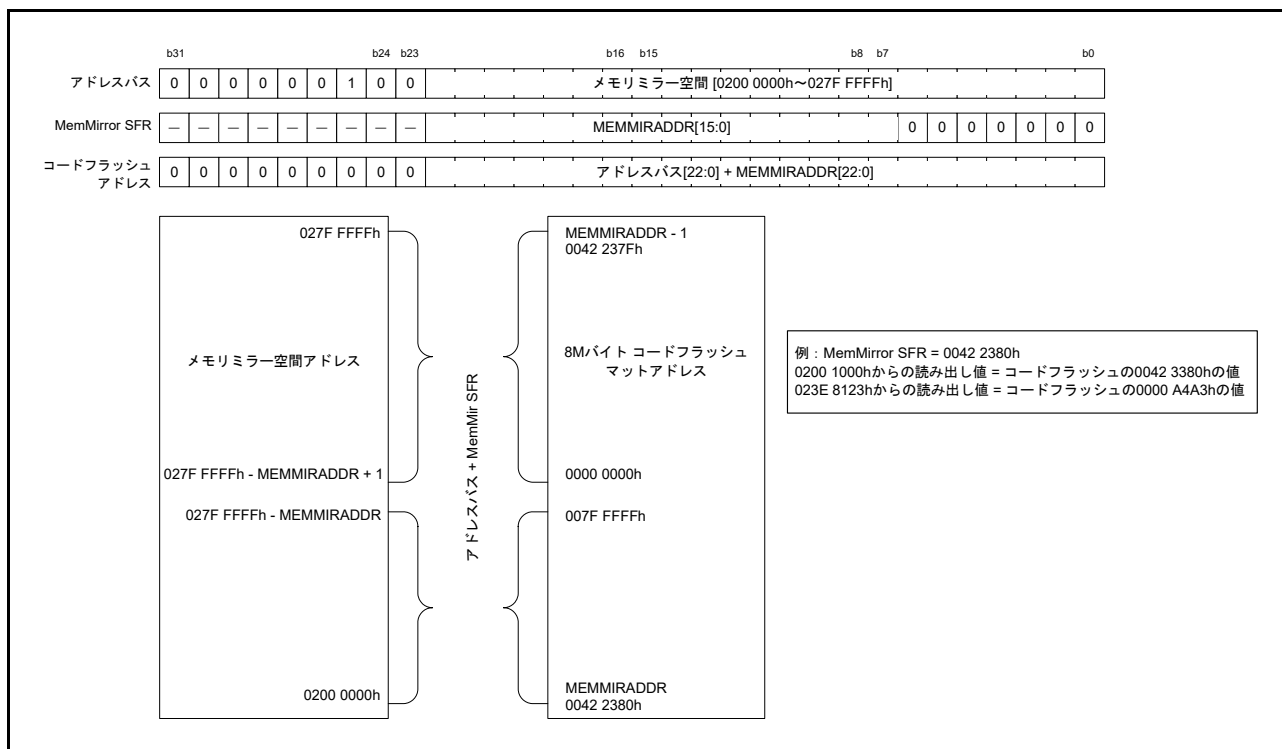 b31 b24 b23 b16 b15 b8 b7 b0
アドレスバス 0 0 0 0 0 0 1 0 0 メモリミラー空間 [0200 0000h～027F FFFFh]
MemMirror SFR － － － － － － － － － MEMMIRADDR[15:0] 0 0 0 0 0 0 0
コードフラッシュ
アドレス 0 0 0 0 0 0 0 0 0 アドレスバス[22:0] + MEMMIRADDR[22:0]
027F FFFFh
メモリミラー空間アドレス
027F FFFFh - MEMMIRADDR + 1
027F FFFFh - MEMMIRADDR
0200 0000h
アドレスバス + MemMir SFR
MEMMIRADDR - 1
0042 237Fh
8Mバイト コードフラッシュ
マットアドレス
0000 0000h
007F FFFFh
MEMMIRADDR
0042 2380h
例：MemMirror SFR = 0042 2380h
0200 1000hからの読み出し値 = コードフラッシュの0042 3380hの値
023E 8123hからの読み出し値 = コードフラッシュの0000 A4A3hの値